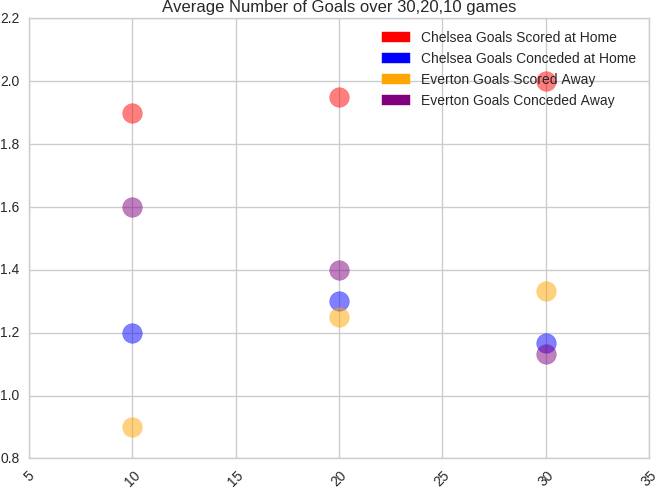 Average Number of Goals over 30,20,10 games
2.2
Chelsea Goals Scored at Home
Chelsea Goals Conceded at Home
2.0
Everton Goals Scored Away
Everton Goals Conceded Away
1.8
1.6
1.4
1.2
1.0
0.8
5 10 15 20 25 30 35